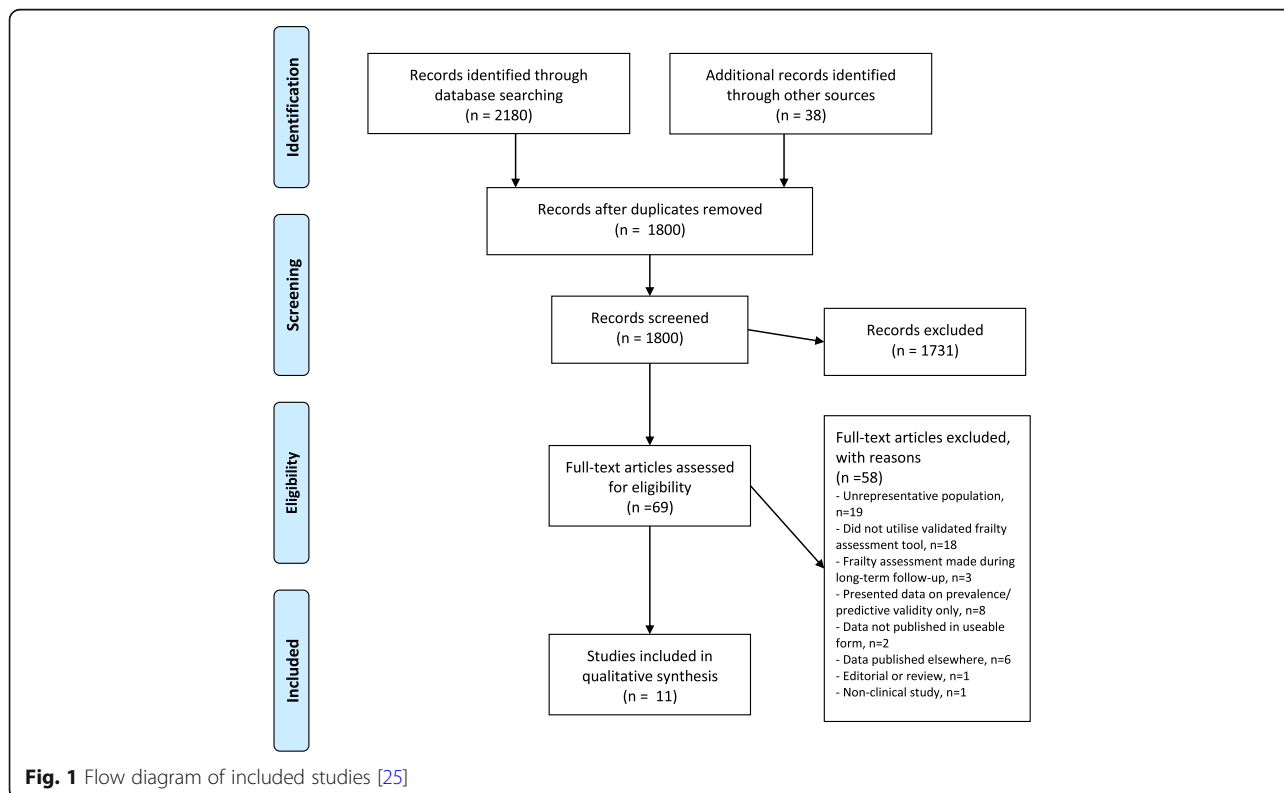 Identification
Records identified through
database searching
(n = 2180)
Additional records identified
through other sources
(n = 38)
Records after duplicates removed
(n = 1800)
Screening
Records screened
(n = 1800)
Records excluded
(n = 1731)
Eligibility
Full-text articles assessed
for eligibility
(n =69)
Full-text articles excluded,
with reasons
(n =58)
- Unrepresentative population,
n=19
- Did not utilise validated frailty
assessment tool, n=18
- Frailty assessment made during
long-term follow-up, n=3
- Presented data on prevalence/
predictive validity only, n=8
- Data not published in useable
form, n=2
- Data published elsewhere, n=6
- Editorial or review, n=1
- Non-clinical study, n=1
Included
Studies included in
qualitative synthesis
(n = 11)
Fig. 1 Flow diagram of included studies [25]